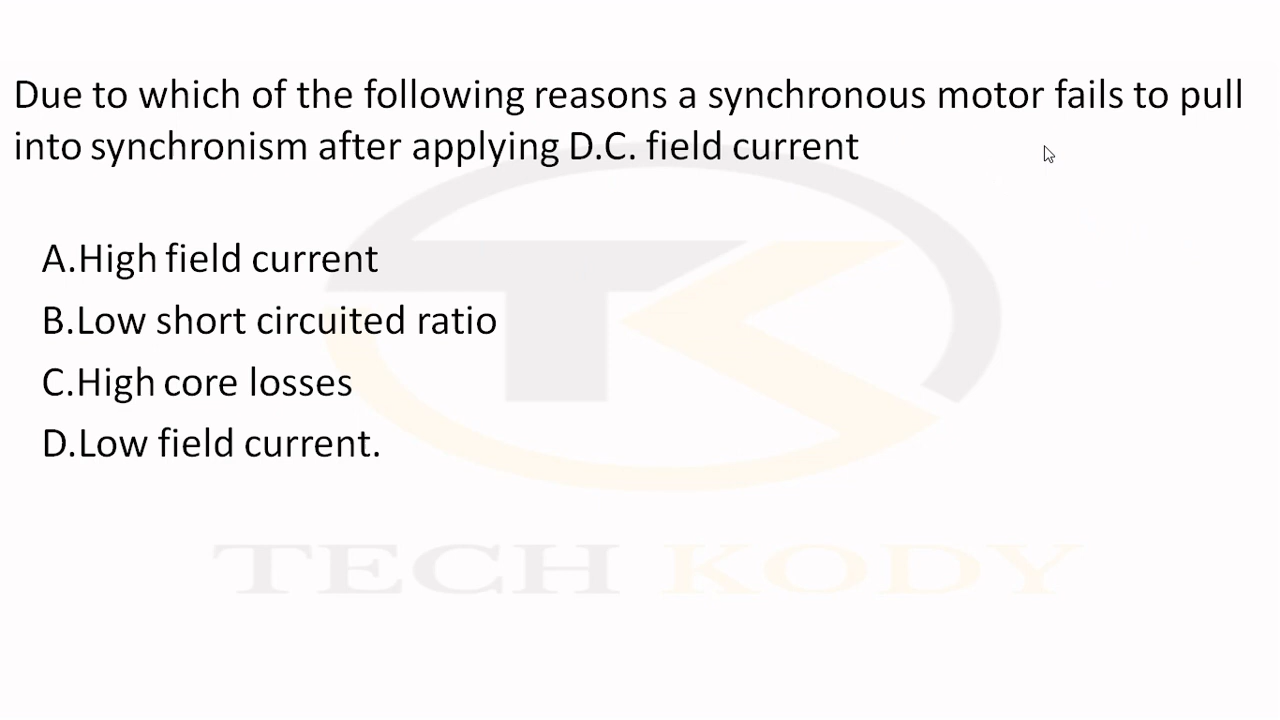 Due to which of the following reasons a synchronous motor fails to pull
into synchronism after applying D.C. field current
A.High field current
B.Low short circuited ratio
C.High core losses
D.Low field current.
TECH KODY